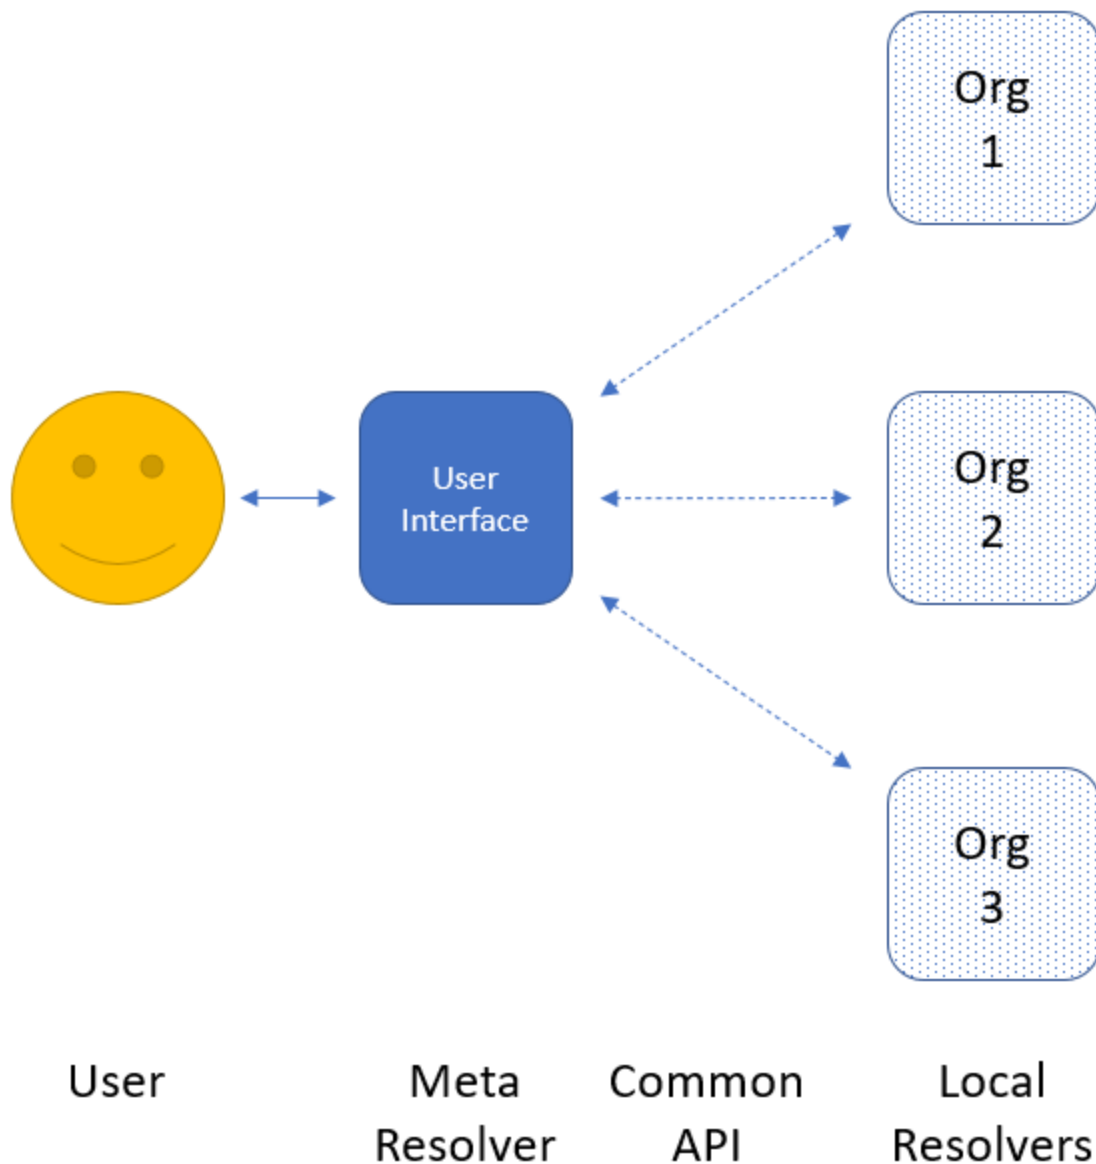 Org
1
User
Interface
Org
2
Org
3
User
Meta
Resolver
Common
API
Local
Resolvers